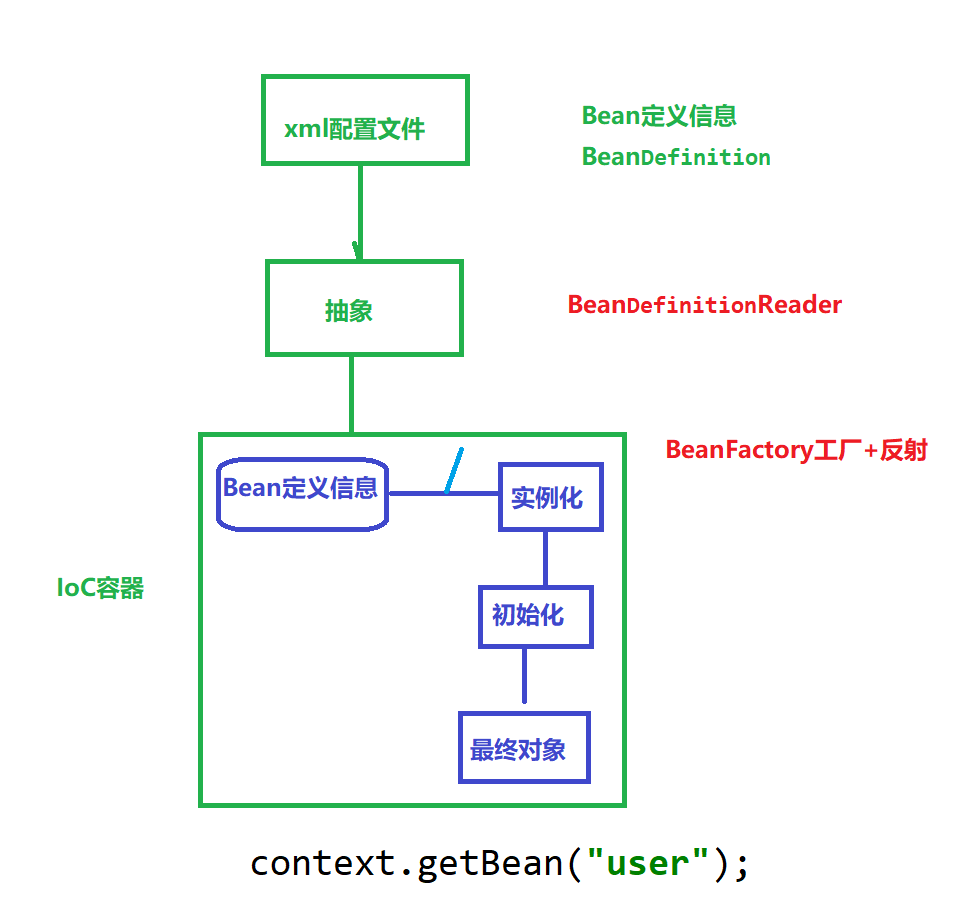 xml配置文件
Bean定义信息
BeanDefinition
抽象
BeanDefinitionReader
BeanFactory工厂+反射
Bean定义信息
实例化
IoC容器
初始化
最终对象
context.getBean("user");